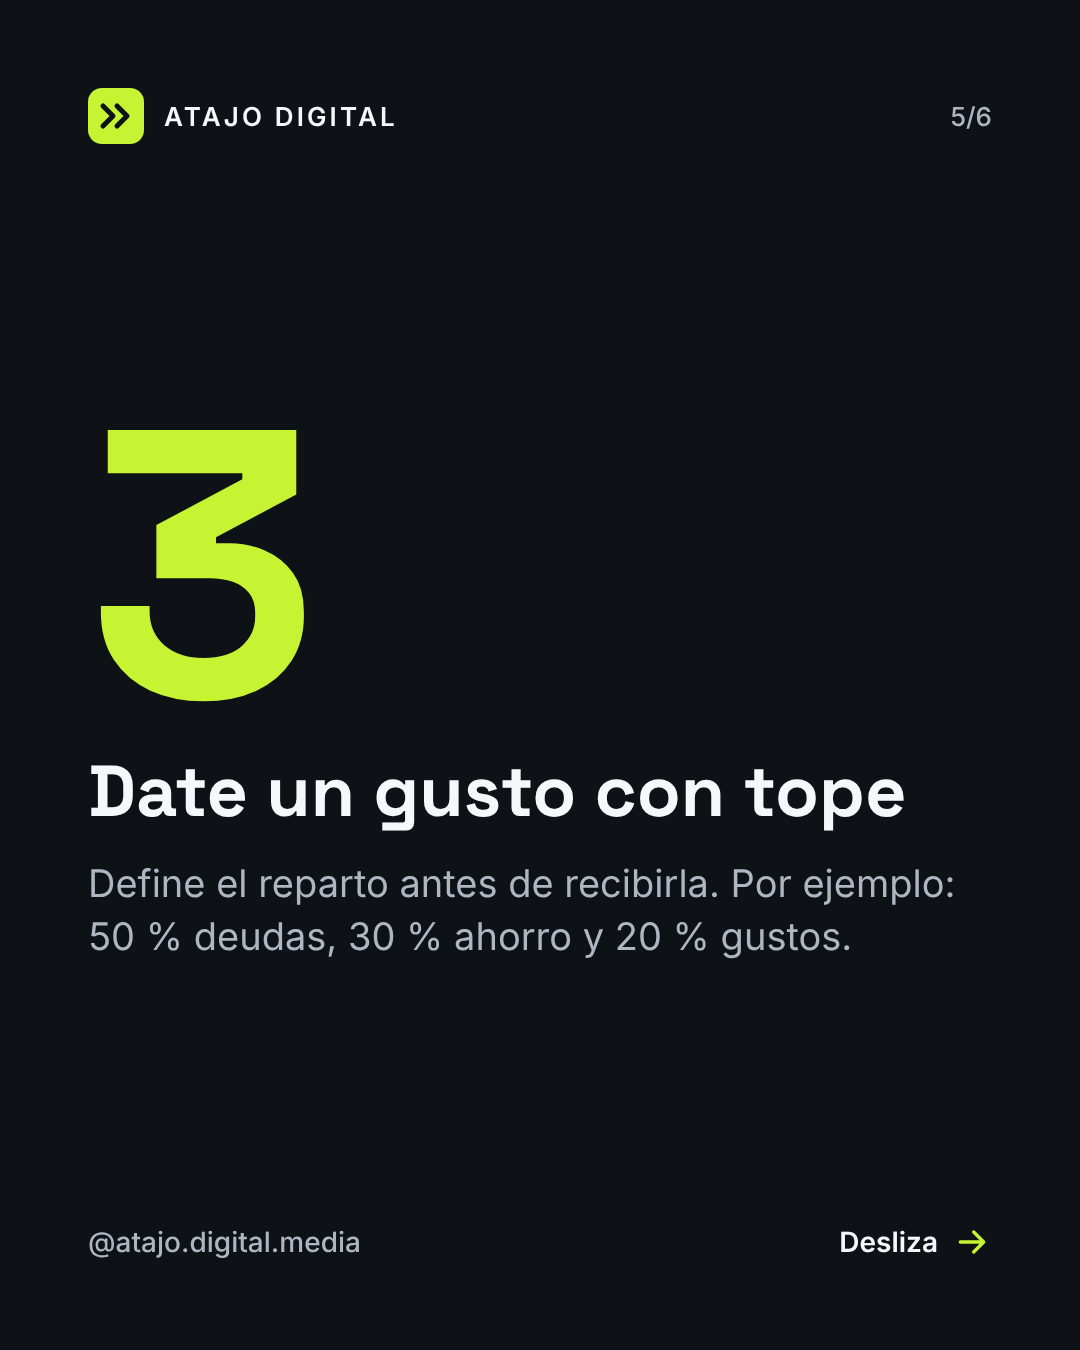 ATAJO DIGITAL
5/6
3
Date un gusto con tope
Define el reparto antes de recibirla. Por ejemplo:
50 % deudas, 30 % ahorro y 20 % gustos.
@atajo.digital.media
Desliza →